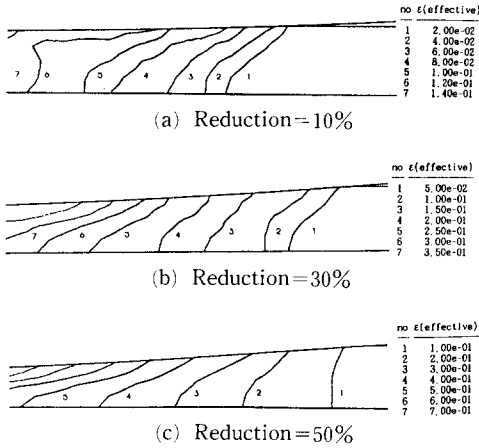 no ε(effective)
1 2.00e-02
2 4.00e-02
3 6.00e-02
4 8.00e-02
5 1.00e-01
6 1.20e-01
7 1.40e-01
7 6 5 4 3 2 1
(a) Reduction=10%
no ε(effective)
1 5.00e-02
2 1.00e-01
3 1.50e-01
4 2.00e-01
5 2.50e-01
6 3.00e-01
7 3.50e-01
7 6 5 4 3 2 1
(b) Reduction=30%
no ε(effective)
1 1.00e-01
2 2.00e-01
3 3.00e-01
4 4.00e-01
5 5.00e-01
6 6.00e-01
7 7.00e-01
5 4 3 2 1
(c) Reduction=50%